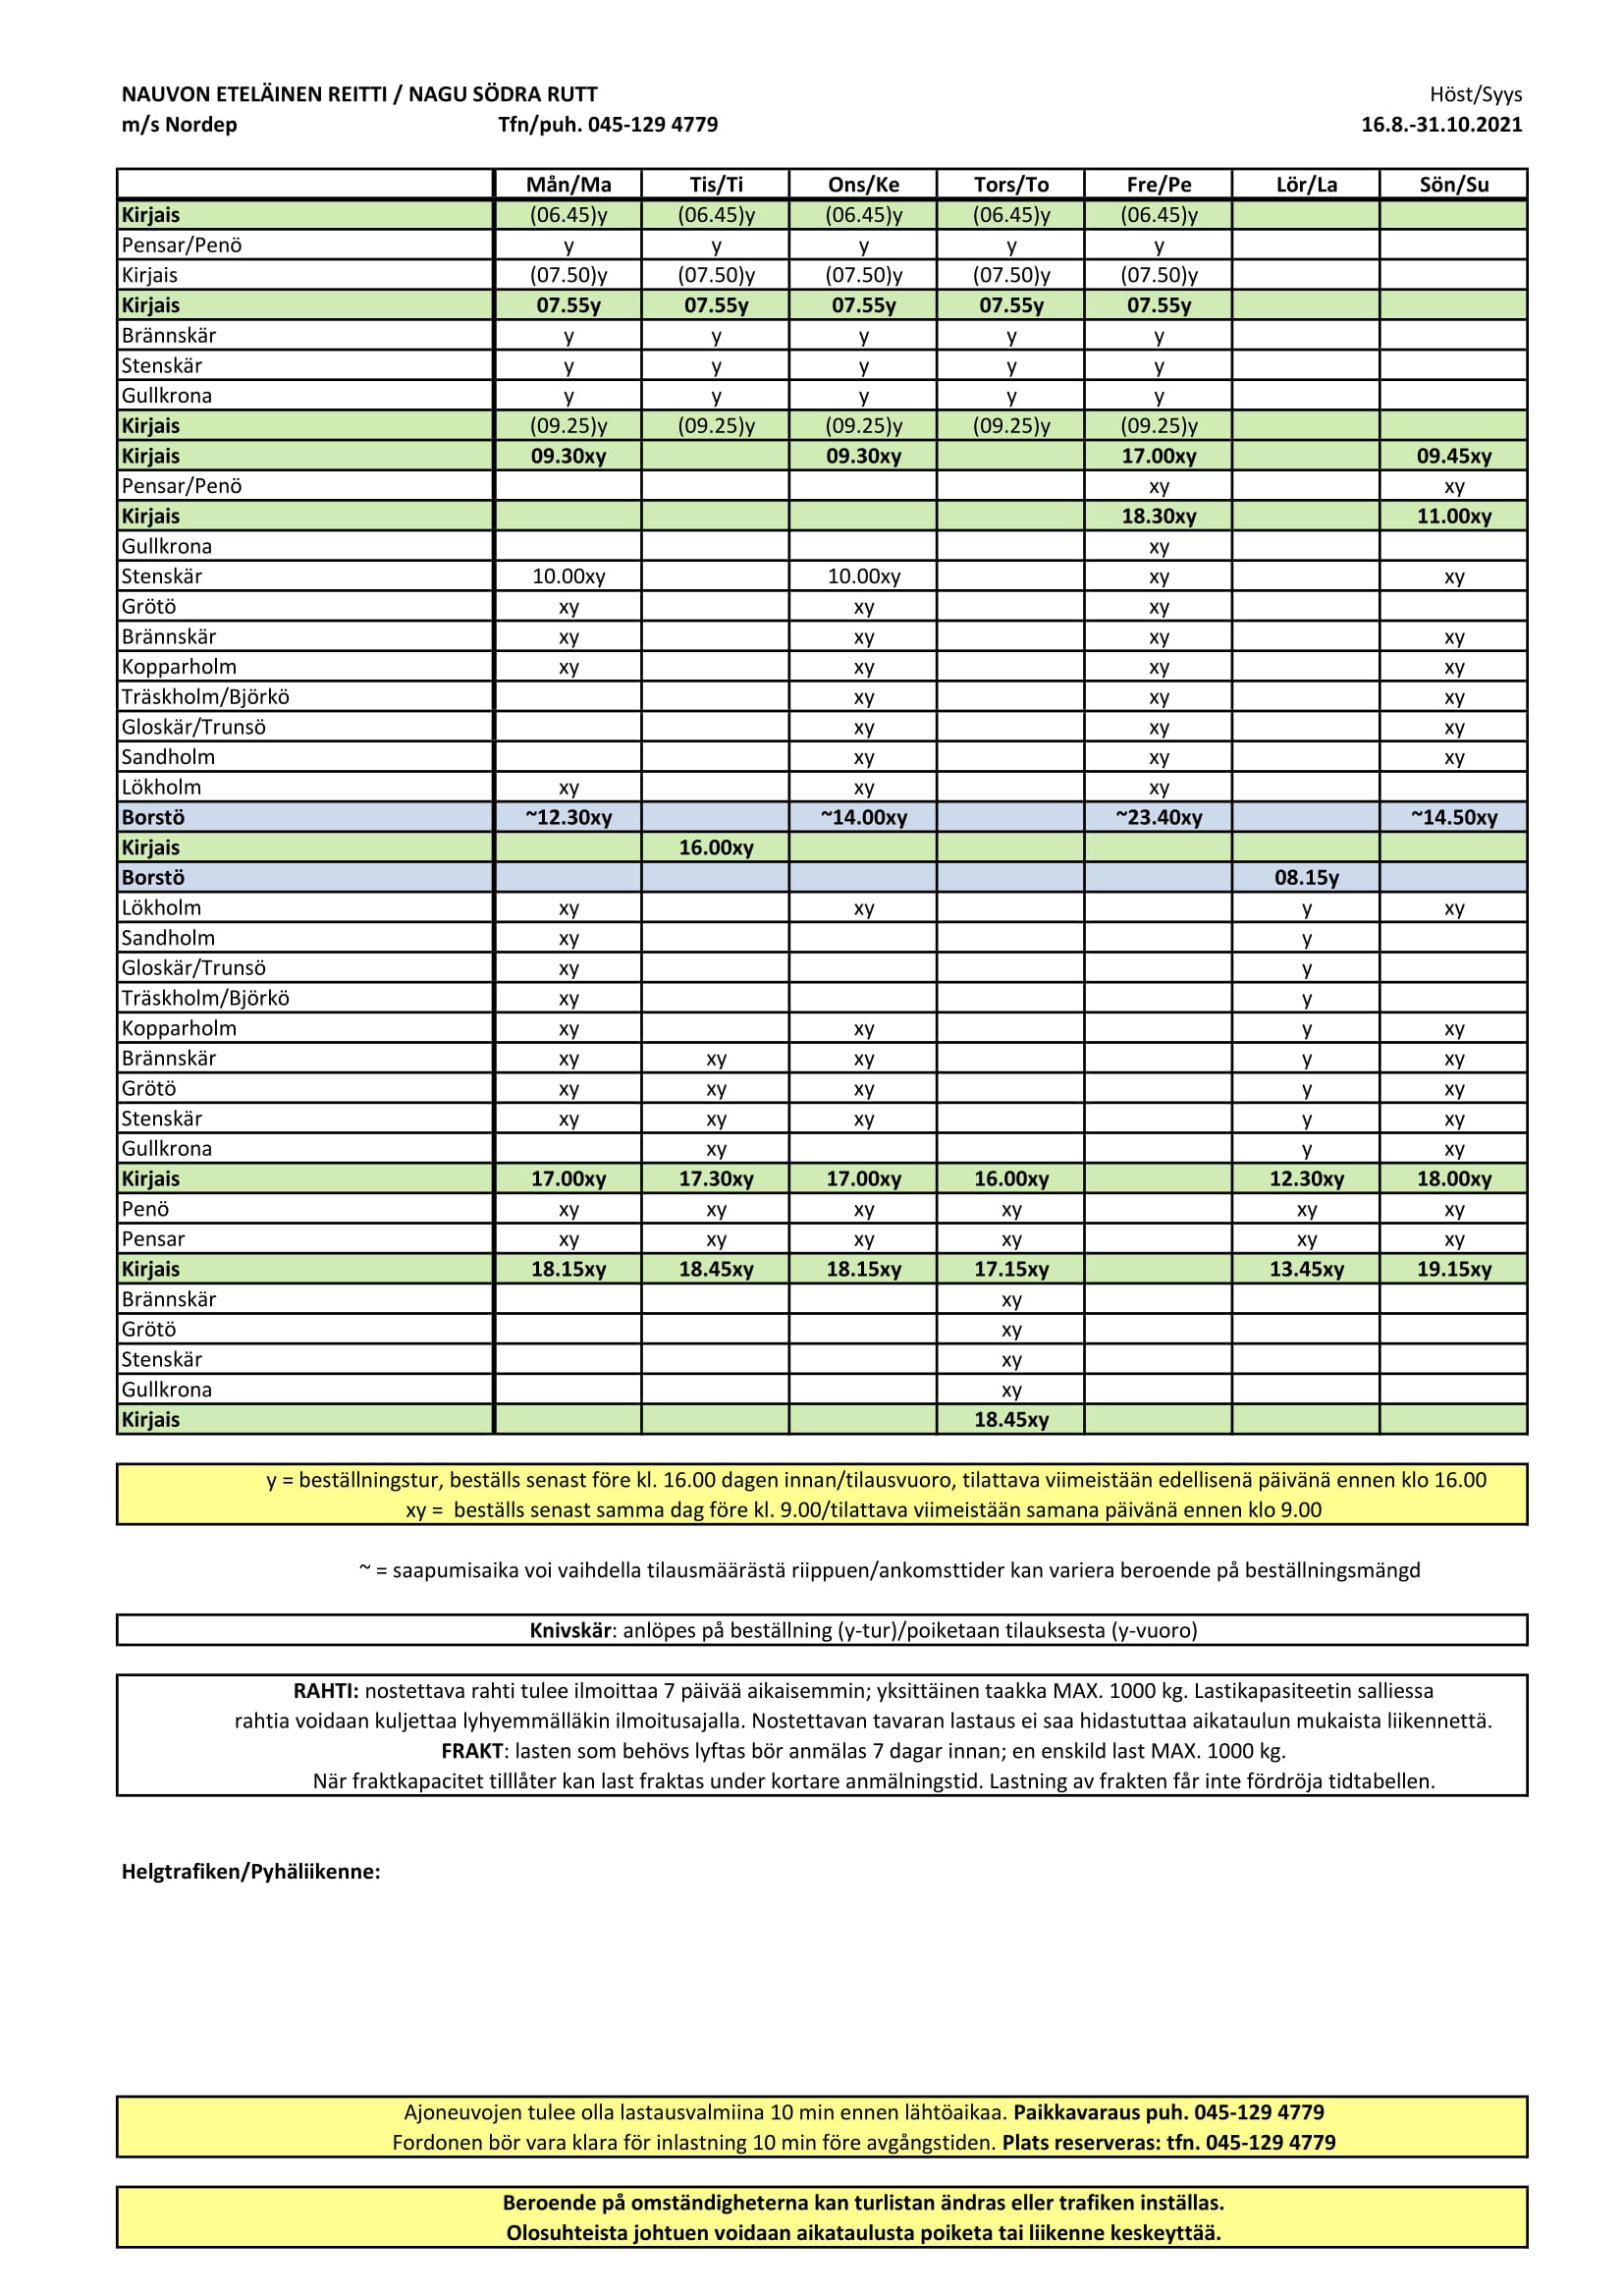 NAUVON ETELÄINEN REITTI / NAGU SÖDRA RUTT Höst/Syys
m/s Nordep Tfn/puh. 045-129 4779 16.8.-31.10.2021
Mån/Ma Tis/Ti Ons/Ke Tors/To Fre/Pe Lör/La Sön/Su
Kirjais (06.45)y (06.45)y (06.45)y (06.45)y (06.45)y
Pensar/Penö y y y y y
Kirjais (07.50)y (07.50)y (07.50)y (07.50)y (07.50)y
Kirjais 07.55y 07.55y 07.55y 07.55y 07.55y
Brännskär y y y y y
Stenskär y y y y y
Gullkrona y y y y y
Kirjais (09.25)y (09.25)y (09.25)y (09.25)y (09.25)y
Kirjais 09.30xy 09.30xy 17.00xy 09.45xy
Pensar/Penö xy xy
Kirjais 18.30xy 11.00xy
Gullkrona xy
Stenskär 10.00xy 10.00xy xy xy
Grötö xy xy xy
Brännskär xy xy xy xy
Kopparholm xy xy xy xy
Träskholm/Björkö xy xy xy
Gloskär/Trunsö xy xy xy
Sandholm xy xy xy
Lökholm xy xy xy
Borstö ~12.30xy ~14.00xy ~23.40xy ~14.50xy
Kirjais 16.00xy
Borstö 08.15y
Lökholm xy xy y xy
Sandholm xy y
Gloskär/Trunsö xy y
Träskholm/Björkö xy y
Kopparholm xy xy y xy
Brännskär xy xy xy y xy
Grötö xy xy xy y xy
Stenskär xy xy xy y xy
Gullkrona xy y xy
Kirjais 17.00xy 17.30xy 17.00xy 16.00xy 12.30xy 18.00xy
Penö xy xy xy xy xy xy
Pensar xy xy xy xy xy xy
Kirjais 18.15xy 18.45xy 18.15xy 17.15xy 13.45xy 19.15xy
Brännskär xy
Grötö xy
Stenskär xy
Gullkrona xy
Kirjais 18.45xy
y = beställningstur, beställs senast före kl. 16.00 dagen innan/tilausvuoro, tilattava viimeistään edellisenä päivänä ennen klo 16.00
xy = beställs senast samma dag före kl. 9.00/tilattava viimeistään samana päivänä ennen klo 9.00
~ = saapumisaika voi vaihdella tilausmäärästä riippuen/ankomsttider kan variera beroende på beställningsmängd
Knivskär: anlöpes på beställning (y-tur)/poiketaan tilauksesta (y-vuoro)
RAHTI: nostettava rahti tulee ilmoittaa 7 päivää aikaisemmin; yksittäinen taakka MAX. 1000 kg. Lastikapasiteetin salliessa
rahtia voidaan kuljettaa lyhyemmälläkin ilmoitusajalla. Nostettavan tavaran lastaus ei saa hidastuttaa aikataulun mukaista liikennettä.
FRAKT: lasten som behövs lyftas bör anmälas 7 dagar innan; en enskild last MAX. 1000 kg.
När fraktkapacitet tilllåter kan last fraktas under kortare anmälningstid. Lastning av frakten får inte fördröja tidtabellen.
Helgtrafiken/Pyhäliikenne:
Ajoneuvojen tulee olla lastausvalmiina 10 min ennen lähtöaikaa. Paikkavaraus puh. 045-129 4779
Fordonen bör vara klara för inlastning 10 min före avgångstiden. Plats reserveras: tfn. 045-129 4779
Beroende på omständigheterna kan turlistan ändras eller trafiken inställas.
Olosuhteista johtuen voidaan aikataulusta poiketa tai liikenne keskeyttää.